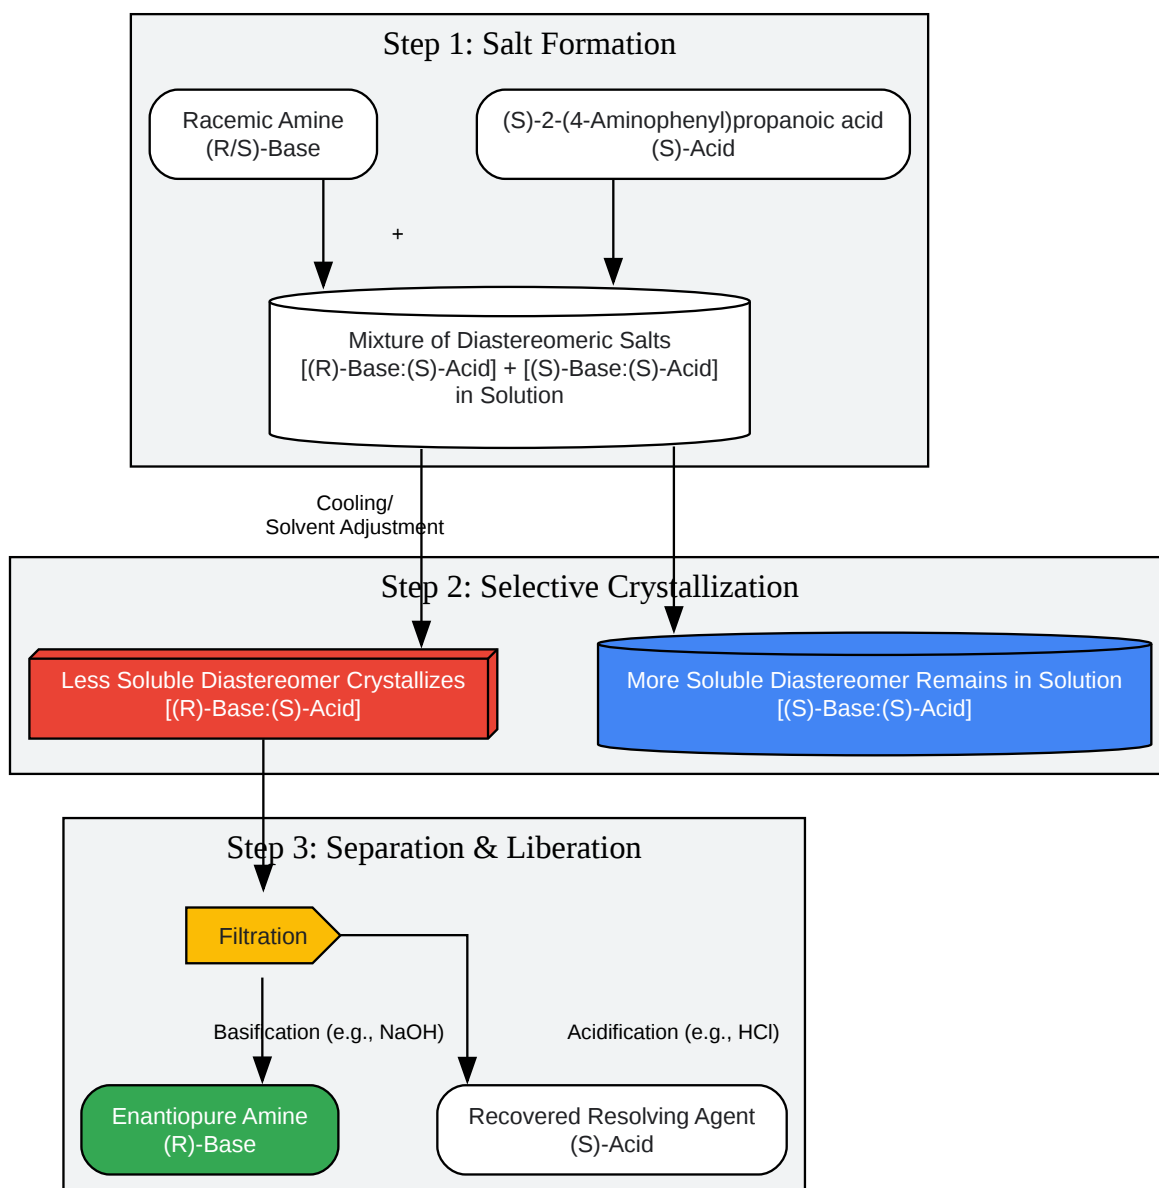 Step 1: Salt Formation
Racemic Amine
(R/S)-Base
(S)-2-(4-Aminophenyl)propanoic acid
(S)-Acid
+
Mixture of Diastereomeric Salts
[(R)-Base:(S)-Acid] + [(S)-Base:(S)-Acid]
in Solution
Cooling/
Solvent Adjustment
Step 2: Selective Crystallization
Less Soluble Diastereomer Crystallizes
[(R)-Base:(S)-Acid]
More Soluble Diastereomer Remains in Solution
[(S)-Base:(S)-Acid]
Step 3: Separation & Liberation
Filtration
Basification (e.g., NaOH)
Acidification (e.g., HCl)
Enantiopure Amine
(R)-Base
Recovered Resolving Agent
(S)-Acid